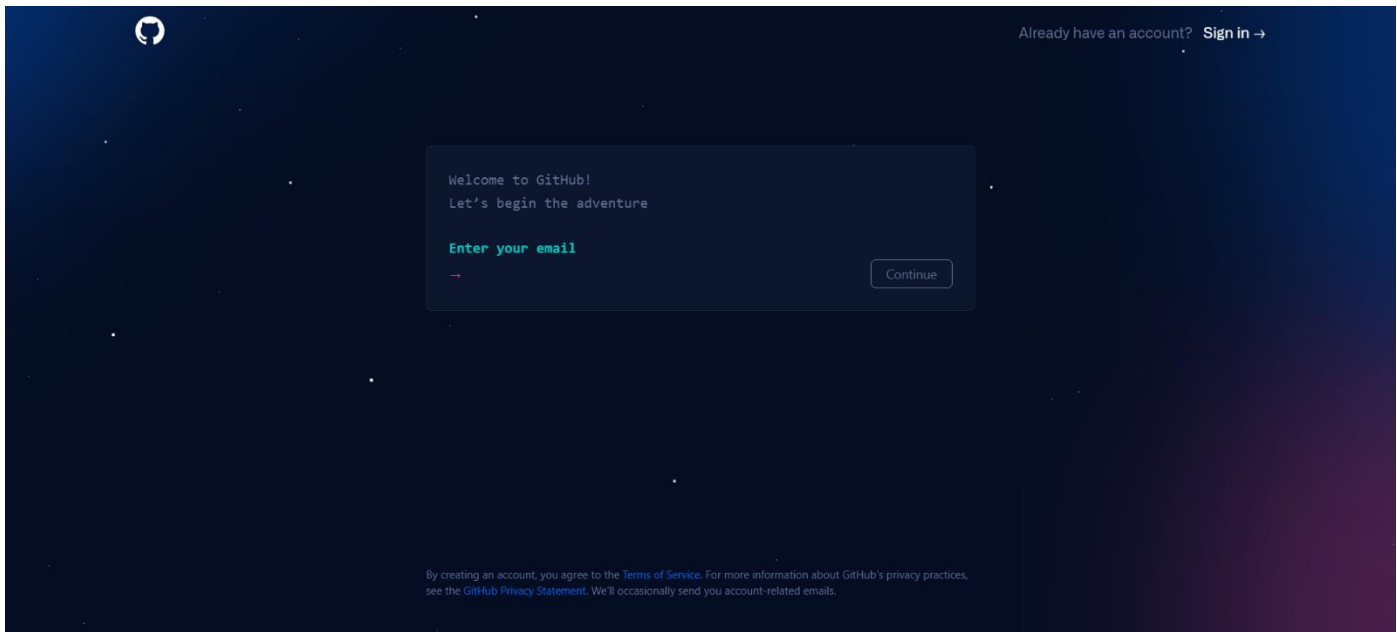 Already have an account? Sign in →
Welcome to GitHub!
Let's begin the adventure
Enter your email
→
Continue
By creating an account, you agree to the Terms of Service. For more information about GitHub's privacy practices,
see the GitHub Privacy Statement. We'll occasionally send you account-related emails.